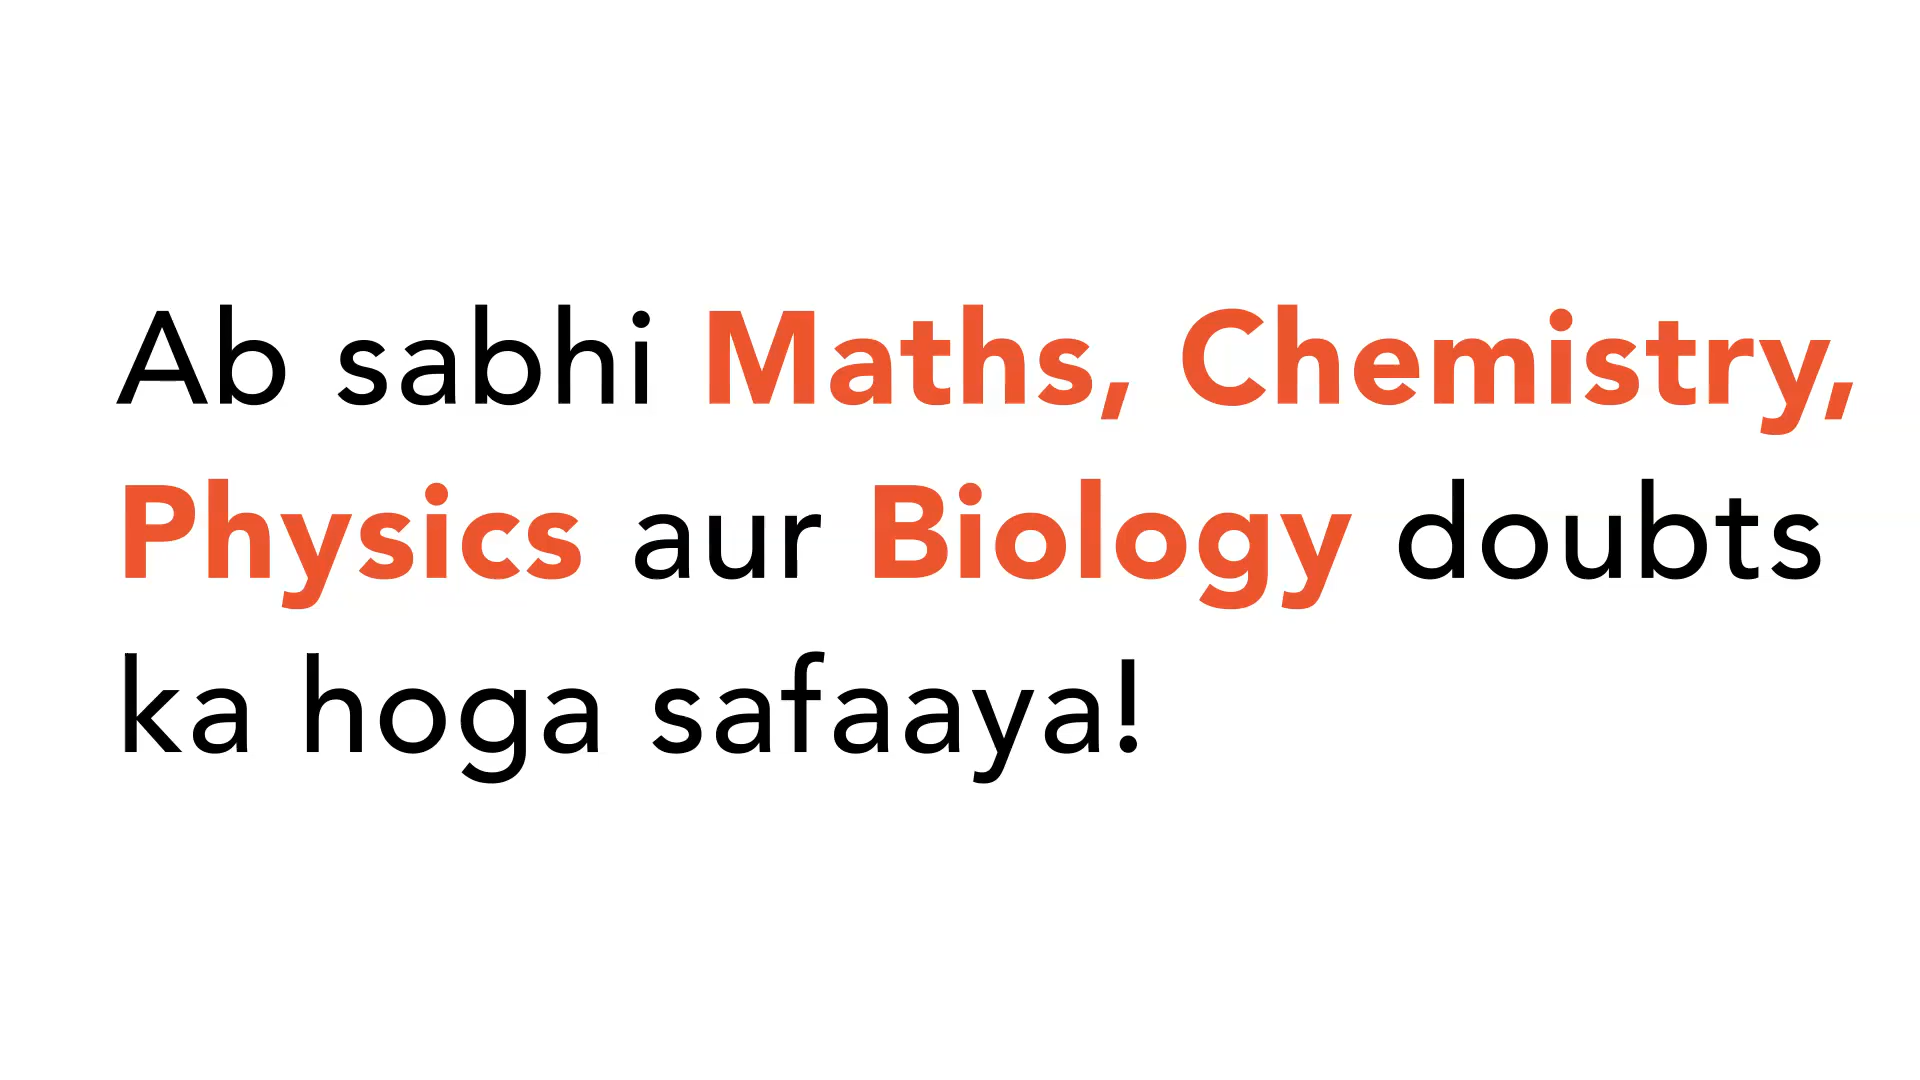 Ab sabhi Maths, Chemistry,
Physics aur Biology doubts
ka hoga safaaya!